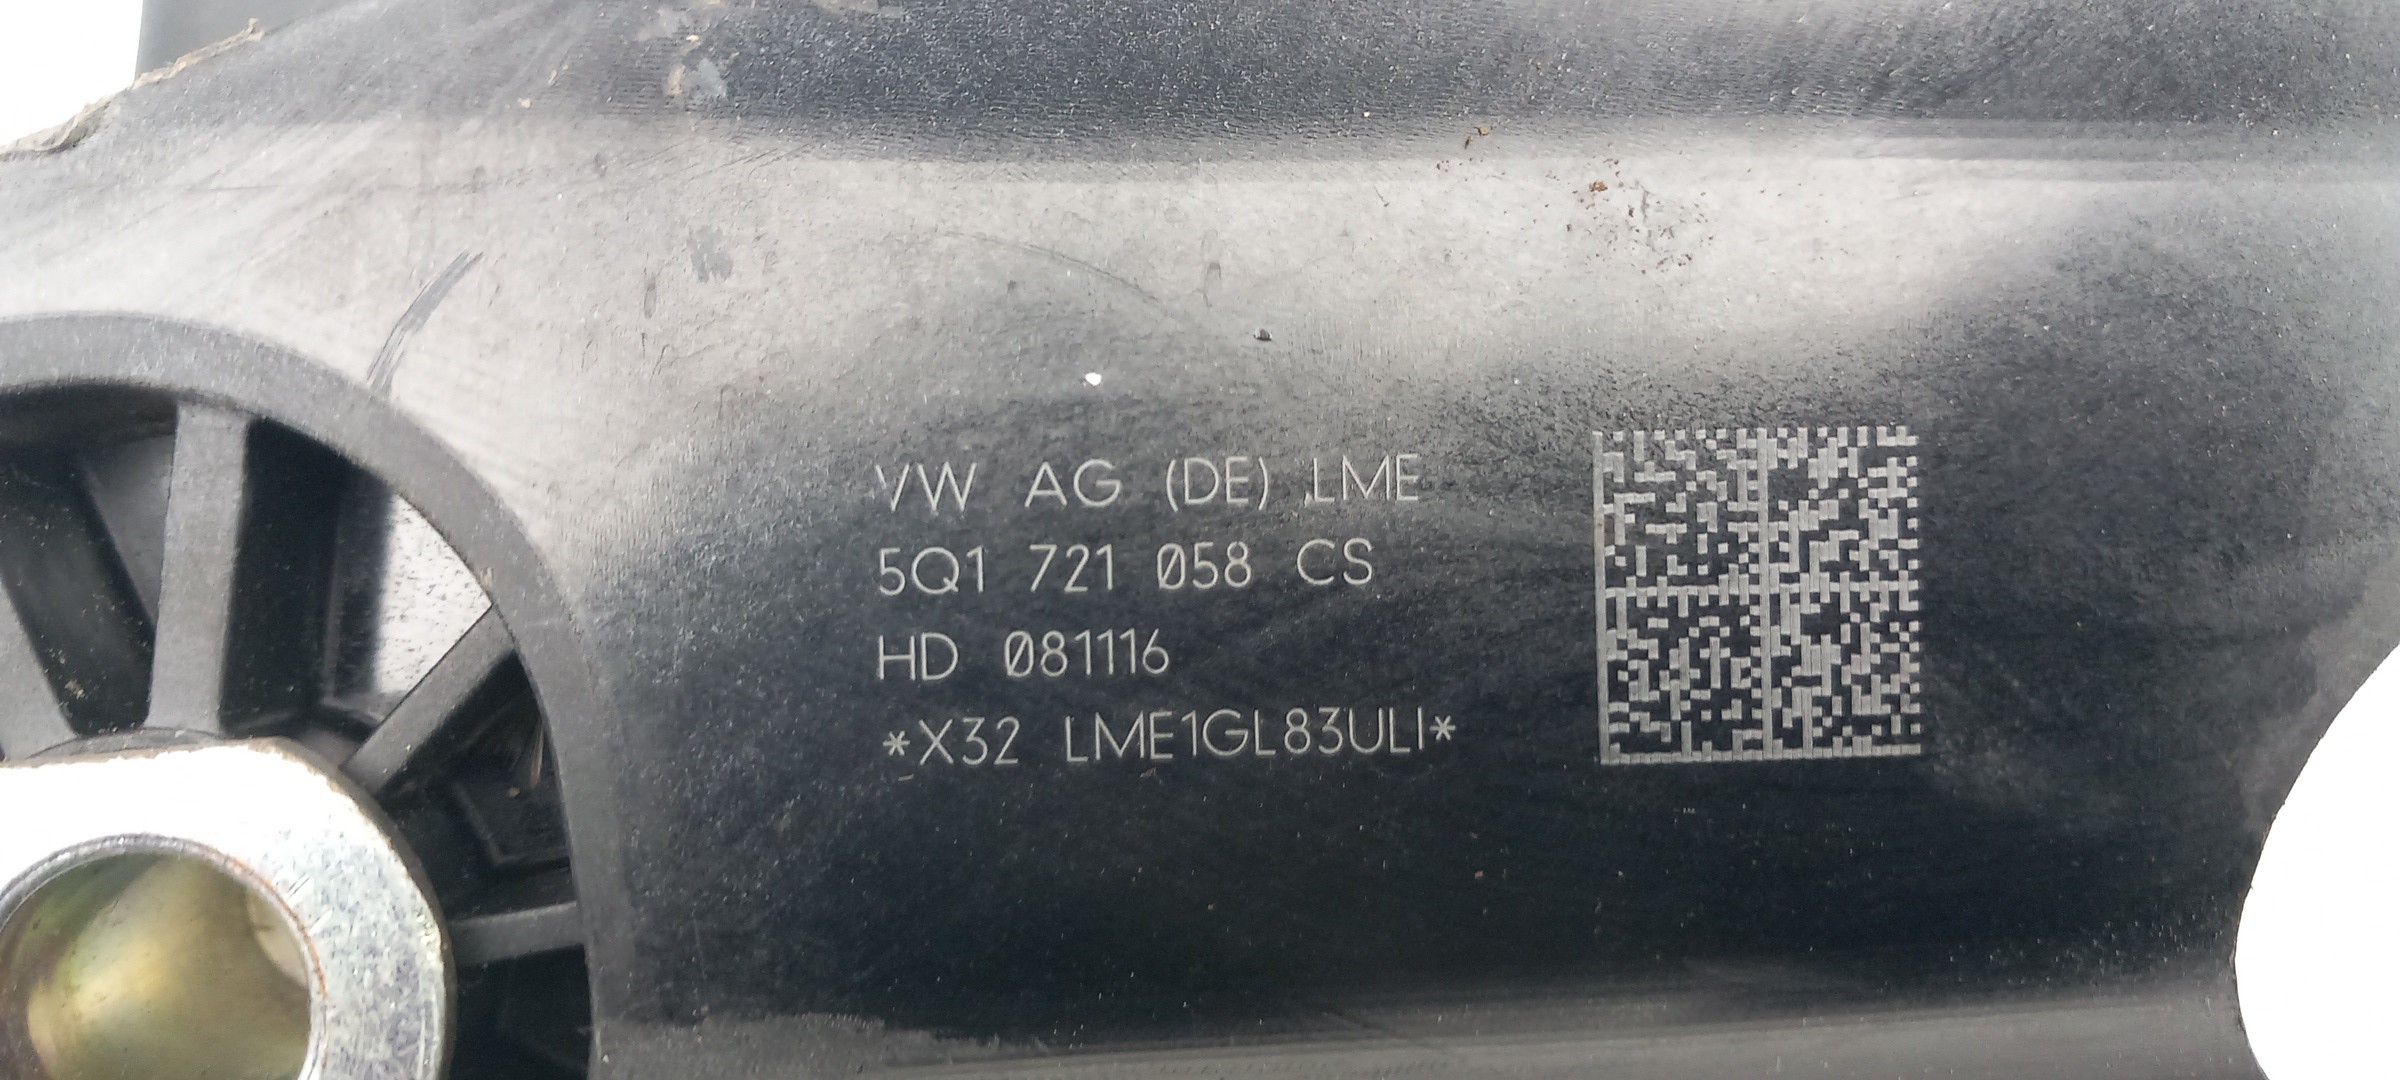 VW AG (DE) LME
5Q1 721 058 CS
HD 081116
*X32 LME1GL83ULI*